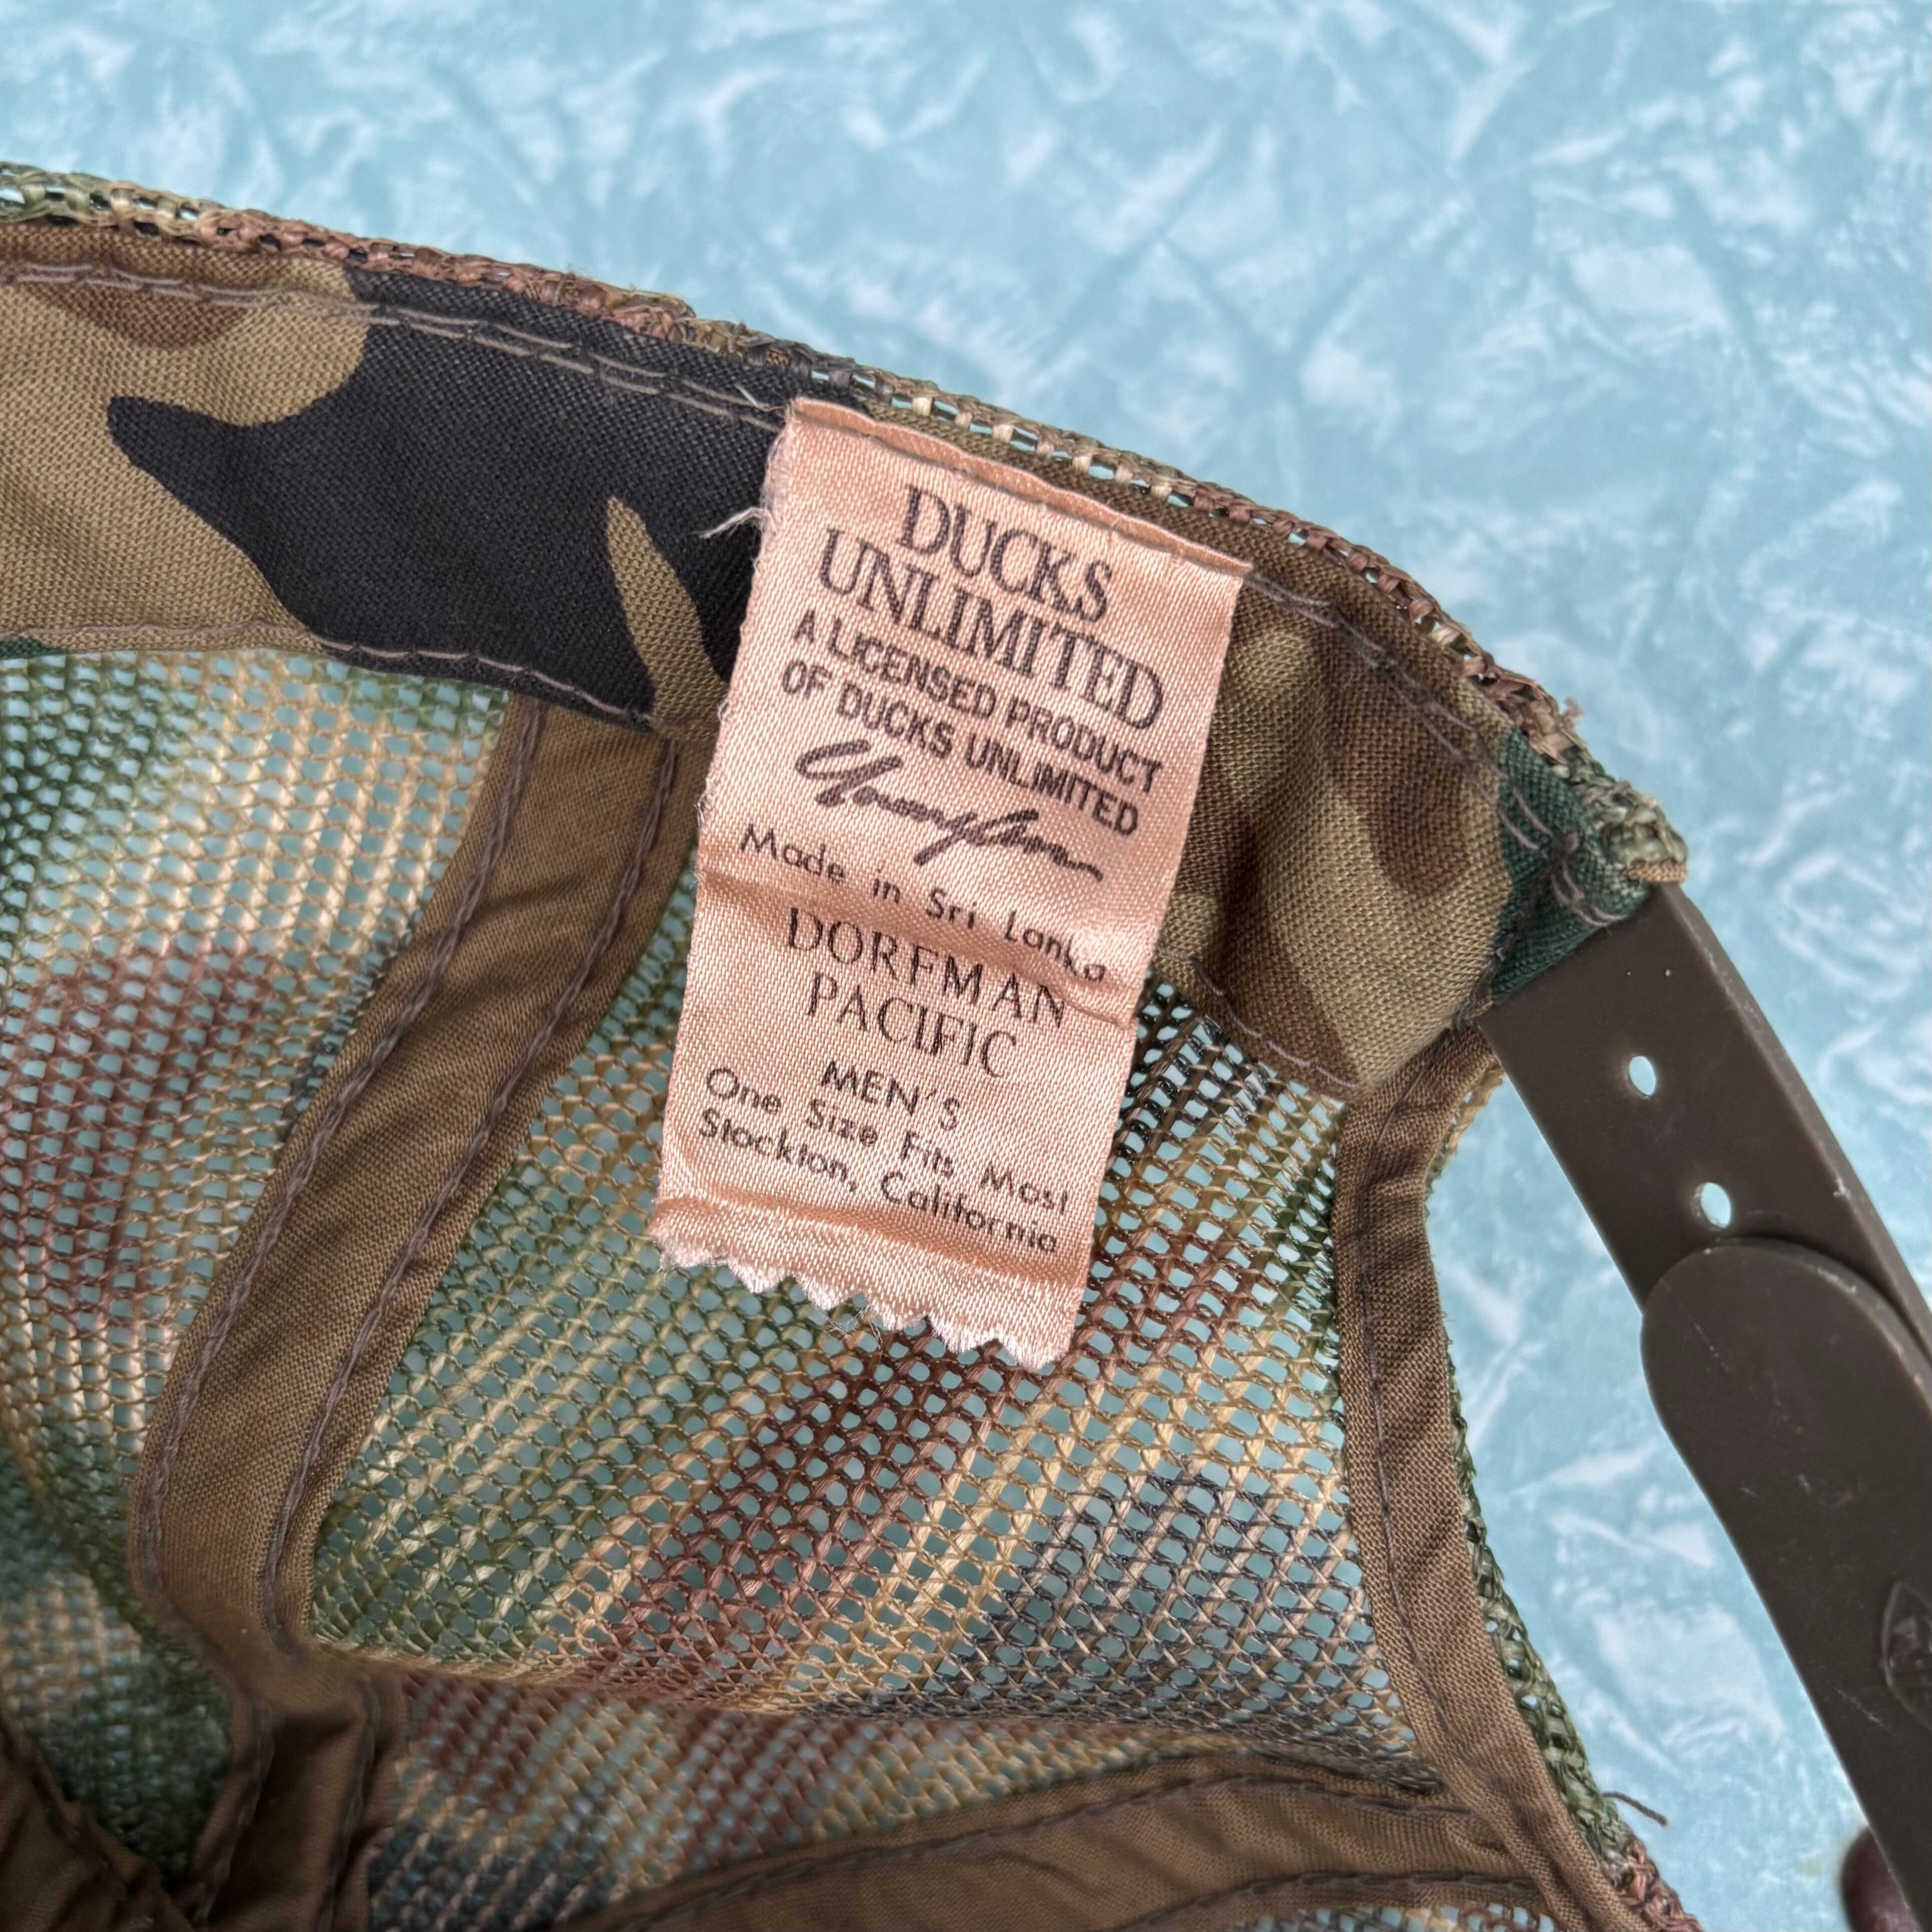 DUCKS
UNLIMITED
A LICENSED PRODUCT
OF DUCKS UNLIMITED
Made in Sri Lanka
DORFMAN
PACIFIC
MEN'S
One Size Fits Most
Stockton, California